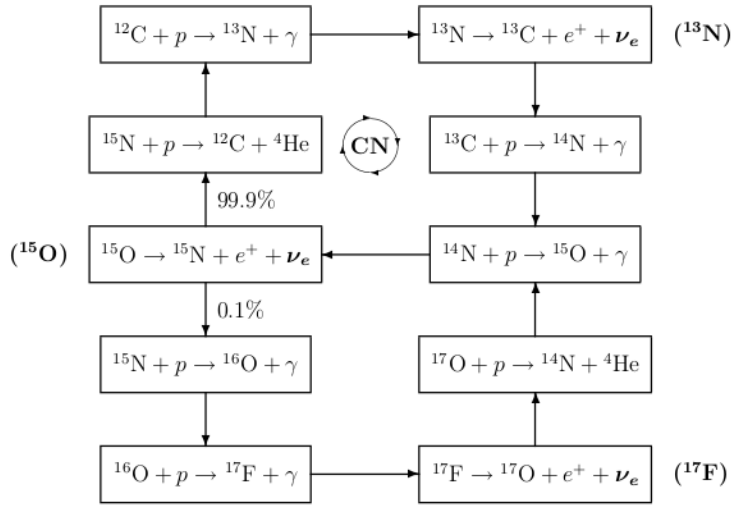 ¹²C + p → ¹³N + γ
¹³N → ¹³C + e⁺ + νₑ
(¹³N)
¹⁵N + p → ¹²C + ⁴He
CN
¹³C + p → ¹⁴N + γ
99.9%
(¹⁵O)
¹⁵O → ¹⁵N + e⁺ + νₑ
¹⁴N + p → ¹⁵O + γ
0.1%
¹⁵N + p → ¹⁶O + γ
¹⁷O + p → ¹⁴N + ⁴He
¹⁶O + p → ¹⁷F + γ
¹⁷F → ¹⁷O + e⁺ + νₑ
(¹⁷F)